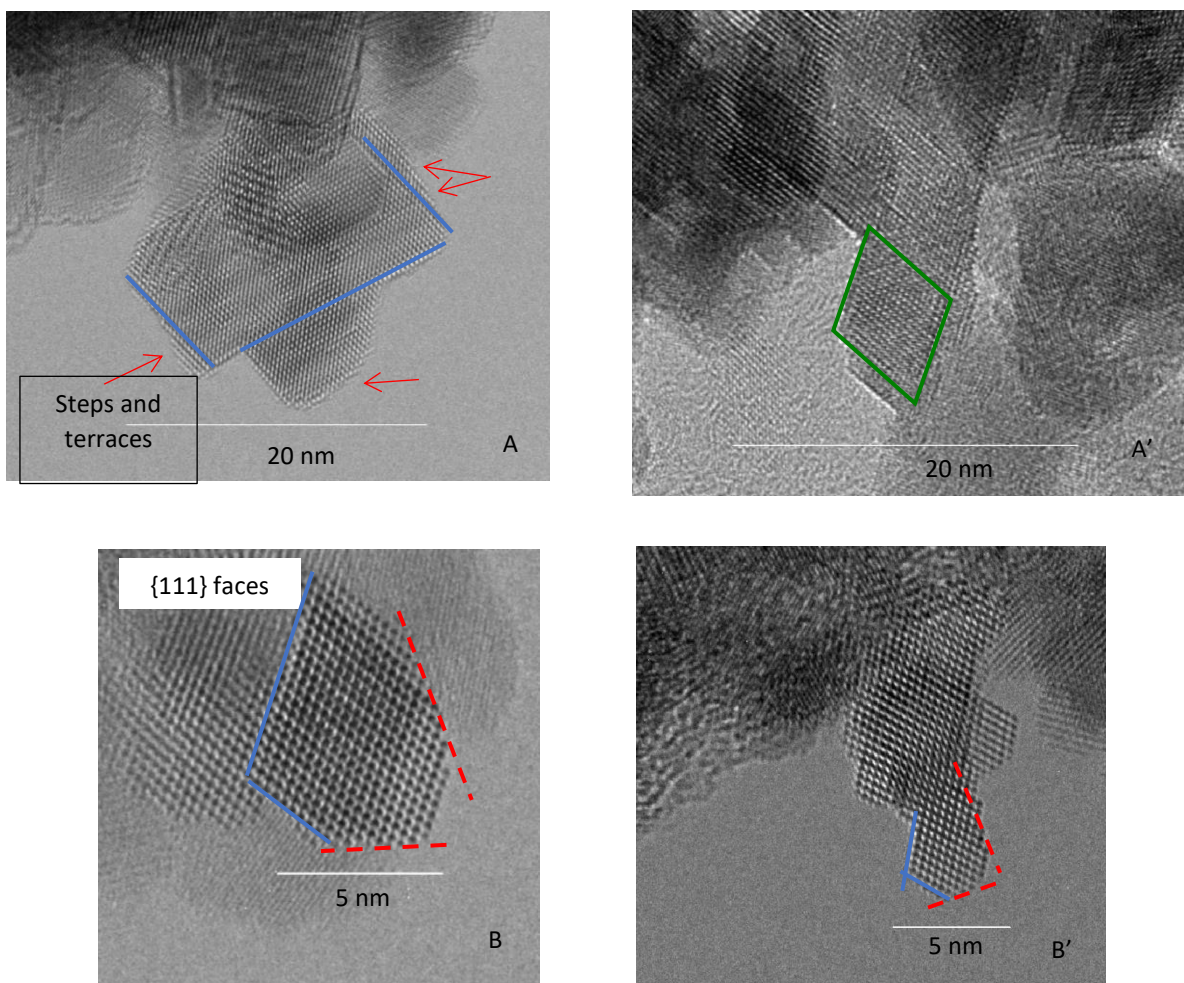 Steps and
terraces
20 nm
A
20 nm
A’
{111} faces
5 nm
B
5 nm
B’